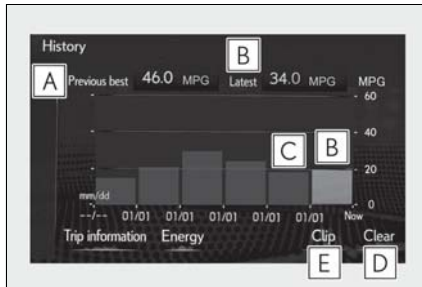 History
B
A Previous best 46.0 MPG Latest 34.0 MPG MPG
60
40
C B
20
mm/dd 0
--/-- 01/01 01/01 01/01 01/01 01/01 Now
Trip information Energy Clip Clear
E D